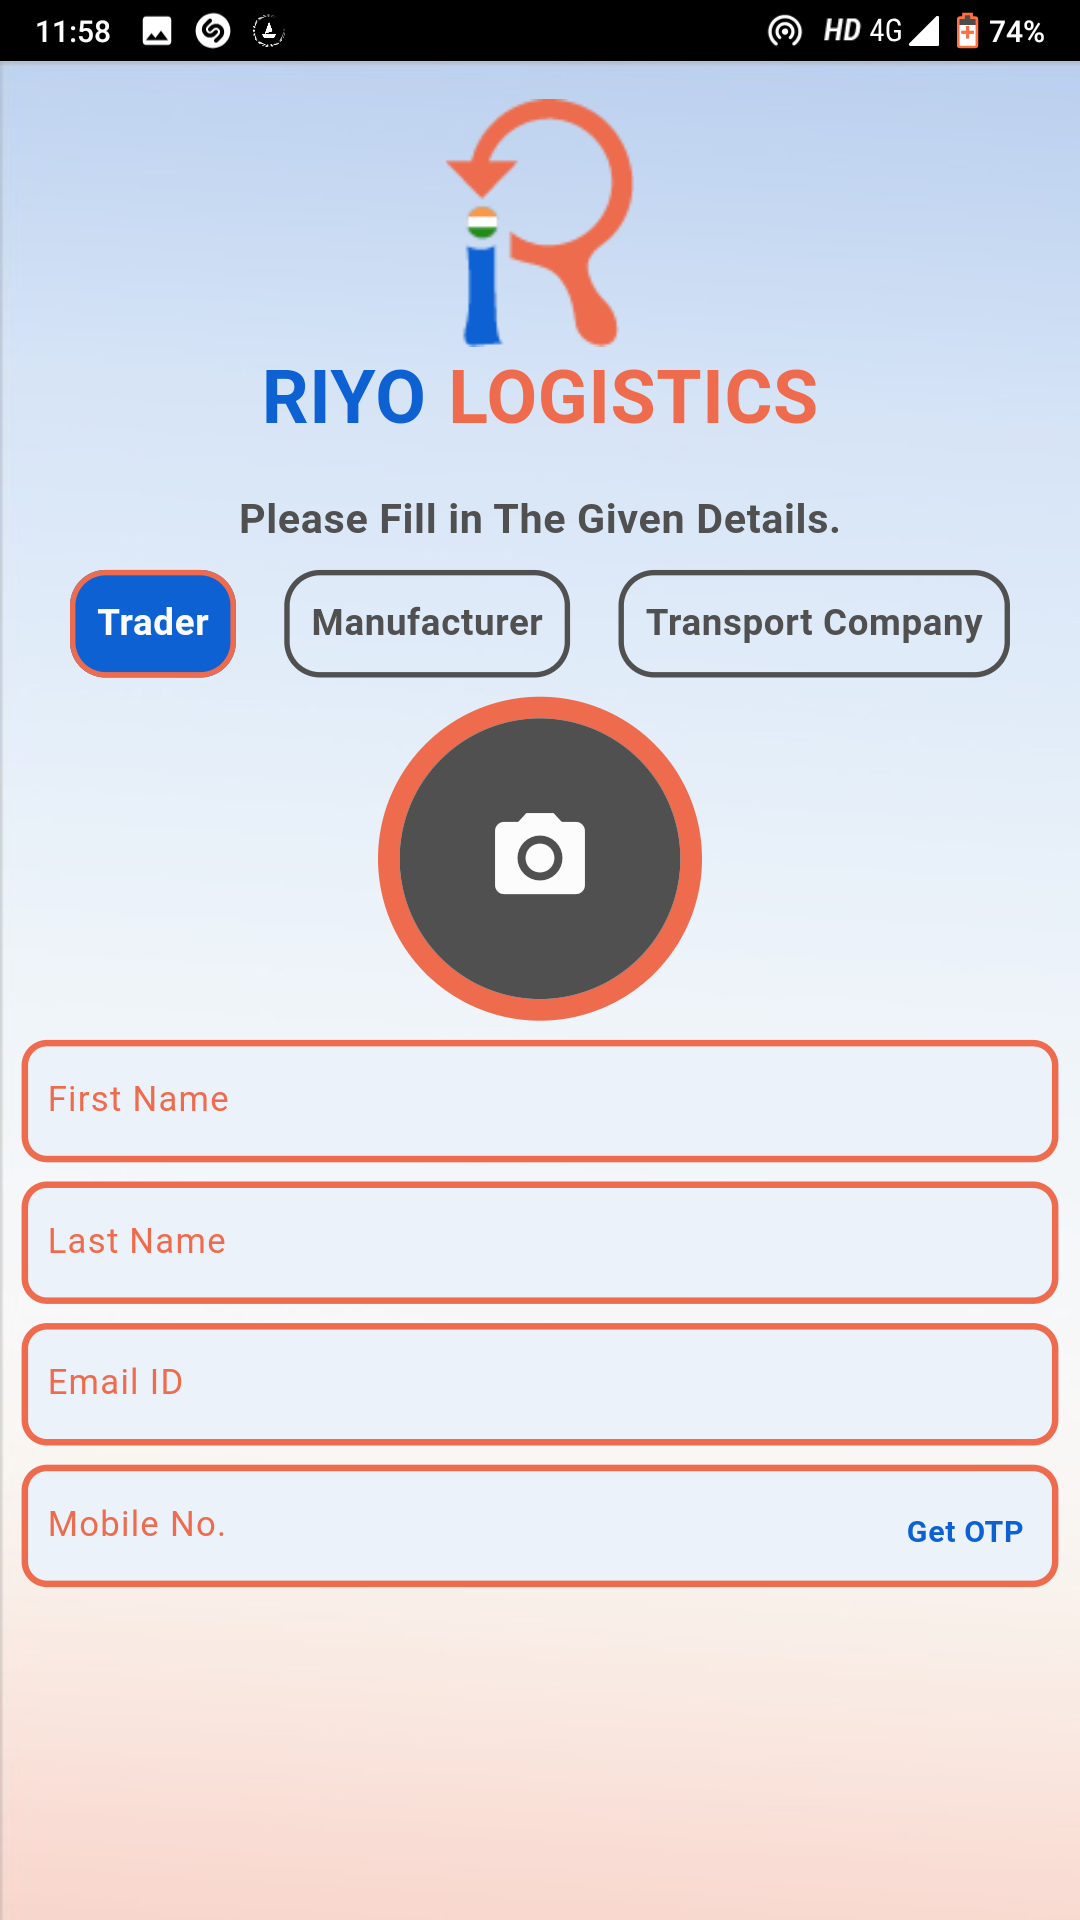 11:58 HD 4G 74%
iR
RIYO LOGISTICS
Please Fill in The Given Details.
Trader Manufacturer Transport Company
First Name
Last Name
Email ID
Mobile No. Get OTP